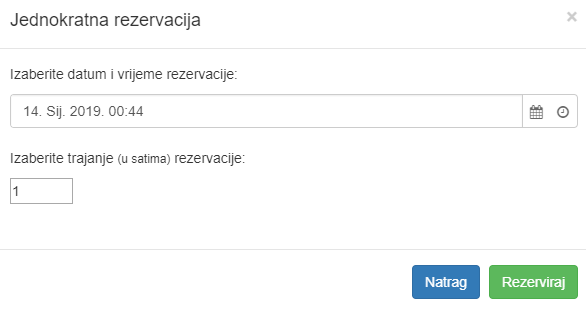 Jednokratna rezervacija ×
Izaberite datum i vrijeme rezervacije:
14. Sij. 2019. 00:44
Izaberite trajanje (u satima) rezervacije:
1
Natrag Rezerviraj